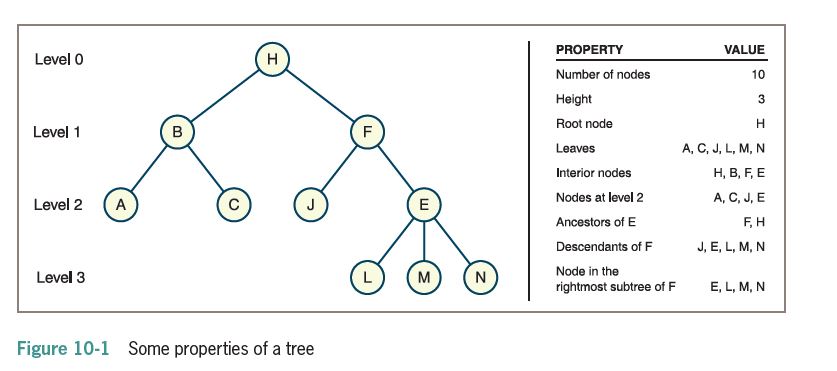 Level 0
H
Level 1
B
F
Level 2
A
C
J
E
Level 3
L
M
N
PROPERTY VALUE
Number of nodes 10
Height 3
Root node H
Leaves A, C, J, L, M, N
Interior nodes H, B, F, E
Nodes at level 2 A, C, J, E
Ancestors of E F, H
Descendants of F J, E, L, M, N
Node in the
rightmost subtree of F E, L, M, N
Figure 10-1 Some properties of a tree